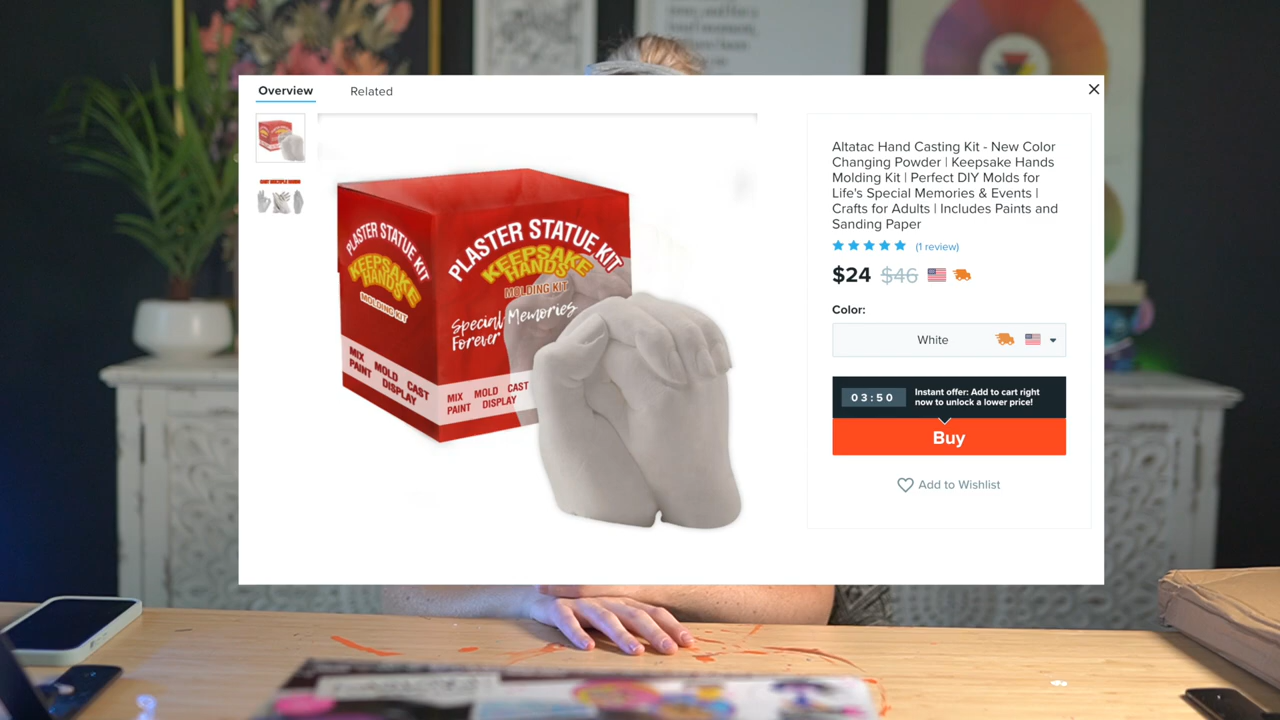 Overview
Related
PLASTER STATUE KIT
KEEPSAKE
HANDS
MOLDING KIT
MIX MOLD CAST
PAINT DISPLAY
PLASTER STATUE KIT
KEEPSAKE
HANDS
MOLDING KIT
Special Memories
Forever
MIX MOLD CAST
PAINT DISPLAY
Altatac Hand Casting Kit - New Color
Changing Powder | Keepsake Hands
Molding Kit | Perfect DIY Molds for
Life's Special Memories & Events |
Crafts for Adults | Includes Paints and
Sanding Paper
(1 review)
$24 $46
Color:
White
03:50
Instant offer: Add to cart right
now to unlock a lower price!
Buy
Add to Wishlist